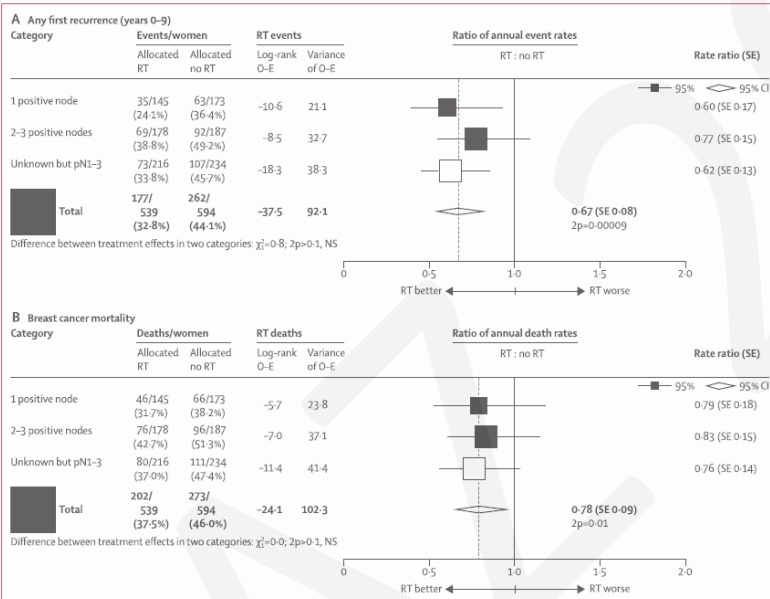 A Any first recurrence (years 0–9)
Category Events/women RT events Ratio of annual event rates
Allocated RT Allocated no RT Log-rank O–E Variance of O–E RT : no RT Rate ratio (SE)
95% 95% CI
1 positive node 35/145 63/173 –10·6 21·1 0·60 (SE 0·17)
(24·1%) (36·4%)
2–3 positive nodes 69/178 92/187 –8·5 32·7 0·77 (SE 0·15)
(38·8%) (49·2%)
Unknown but pN1–3 73/216 107/234 –18·3 38·3 0·62 (SE 0·13)
(33·8%) (45·7%)
177/ 262/
Total 539 594 –37·5 92·1 0·67 (SE 0·08)
(32·8%) (44·1%) 2p=0·00009
Difference between treatment effects in two categories: χ²₁=0·8; 2p>0·1, NS
0 0·5 1·0 1·5 2·0
RT better RT worse
B Breast cancer mortality
Category Deaths/women RT deaths Ratio of annual death rates
Allocated RT Allocated no RT Log-rank O–E Variance of O–E RT : no RT Rate ratio (SE)
95% 95% CI
1 positive node 46/145 66/173 –5·7 23·8 0·79 (SE 0·18)
(31·7%) (38·2%)
2–3 positive nodes 76/178 96/187 –7·0 37·1 0·83 (SE 0·15)
(42·7%) (51·3%)
Unknown but pN1–3 80/216 111/234 –11·4 41·4 0·76 (SE 0·14)
(37·0%) (47·4%)
202/ 273/
Total 539 594 –24·1 102·3 0·78 (SE 0·09)
(37·5%) (46·0%) 2p=0·01
Difference between treatment effects in two categories: χ²₁=0·0; 2p>0·1, NS
0 0·5 1·0 1·5 2·0
RT better RT worse